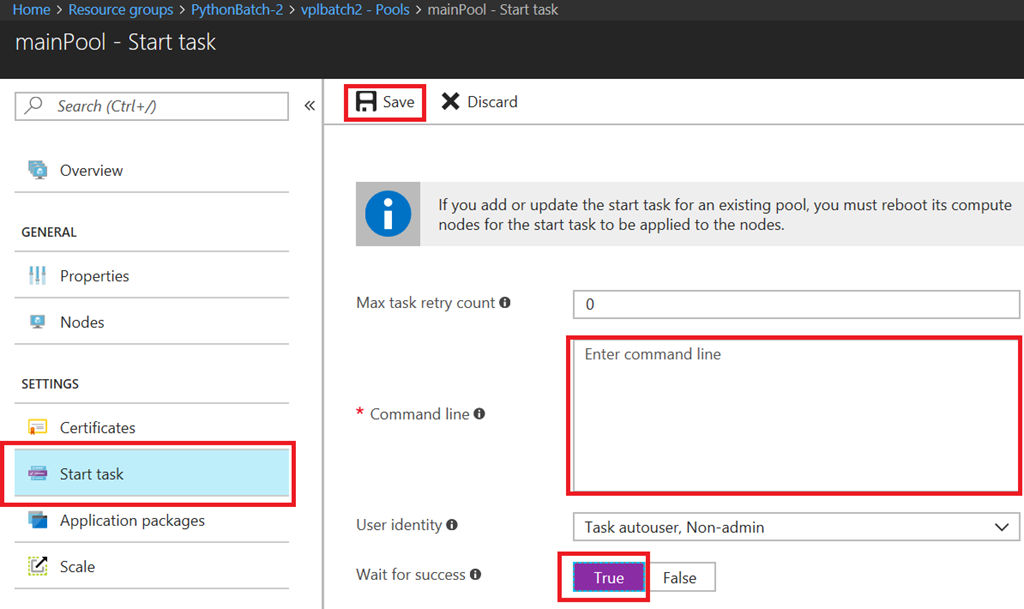 Home > Resource groups > PythonBatch-2 > vplbatch2 - Pools > mainPool - Start task
mainPool - Start task
Search (Ctrl+/)
«
Overview
GENERAL
Properties
Nodes
SETTINGS
Certificates
Start task
Application packages
Scale
Save
Discard
If you add or update the start task for an existing pool, you must reboot its compute
nodes for the start task to be applied to the nodes.
Max task retry count
0
* Command line
Enter command line
User identity
Task autouser, Non-admin
Wait for success
True
False